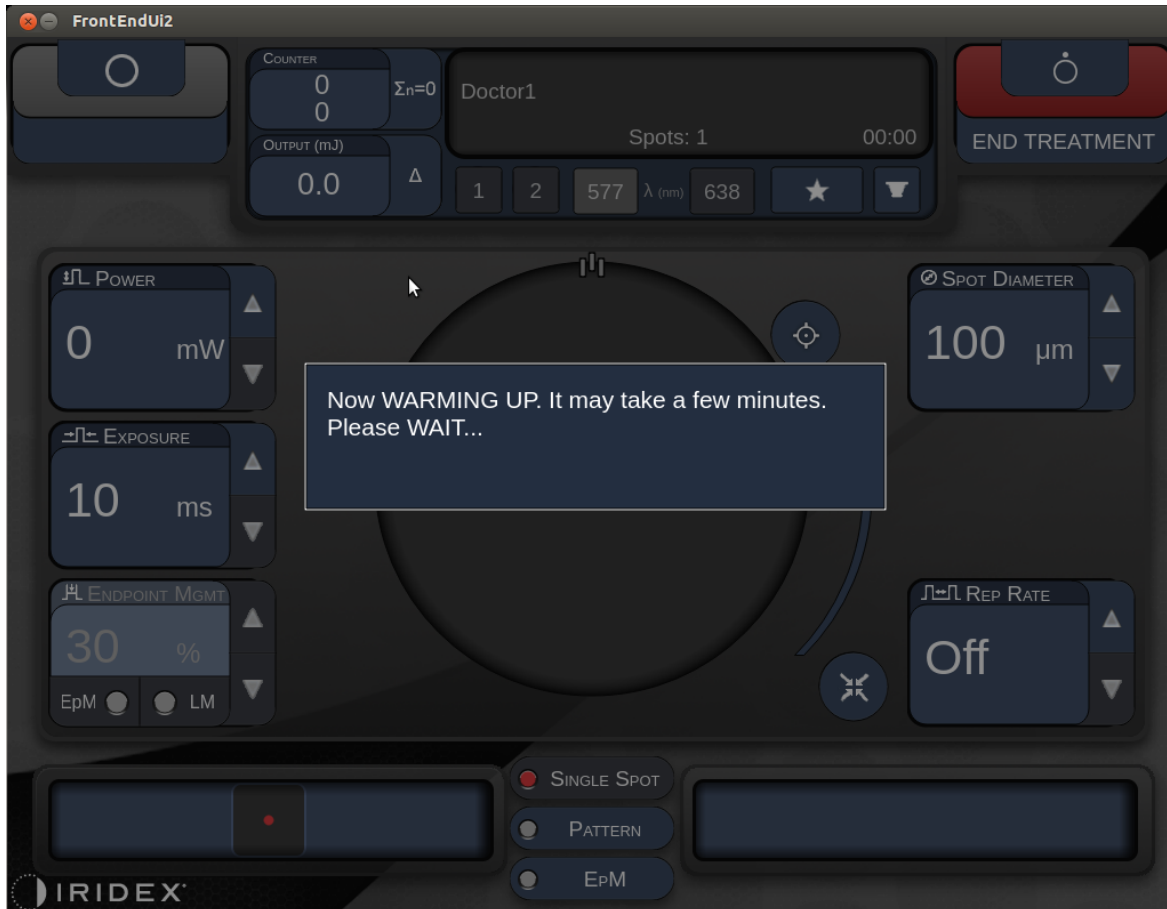 FrontEndUi2
COUNTER
0
0
Σn=0
OUTPUT (mJ)
0.0
Δ
Doctor1
Spots: 1 00:00
1 2 577 λ (nm) 638
END TREATMENT
POWER
0 mW
EXPOSURE
10 ms
ENDPOINT MGMT
30 %
EpM LM
Now WARMING UP. It may take a few minutes.
Please WAIT...
SPOT DIAMETER
100 μm
REP RATE
Off
SINGLE SPOT
PATTERN
EPM
IRIDEX